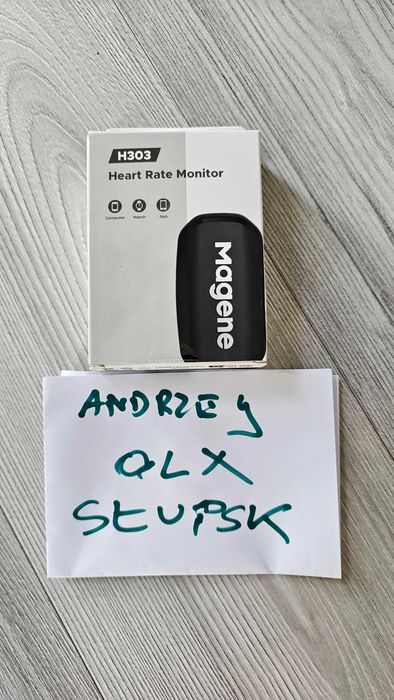 H303
Heart Rate Monitor
Computer Watch App
Magene
ANDRZEJ
OLX
SŁUPSK